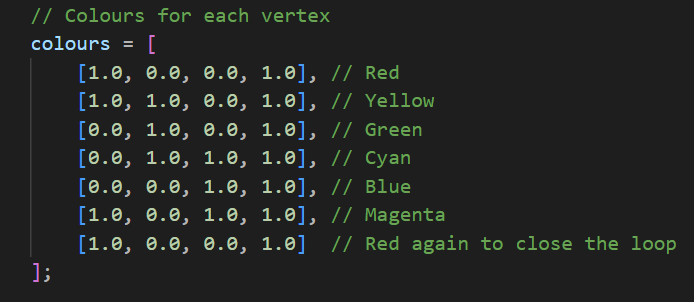 // Colours for each vertex
colours = [
[1.0, 0.0, 0.0, 1.0], // Red
[1.0, 1.0, 0.0, 1.0], // Yellow
[0.0, 1.0, 0.0, 1.0], // Green
[0.0, 1.0, 1.0, 1.0], // Cyan
[0.0, 0.0, 1.0, 1.0], // Blue
[1.0, 0.0, 1.0, 1.0], // Magenta
[1.0, 0.0, 0.0, 1.0]  // Red again to close the loop
];